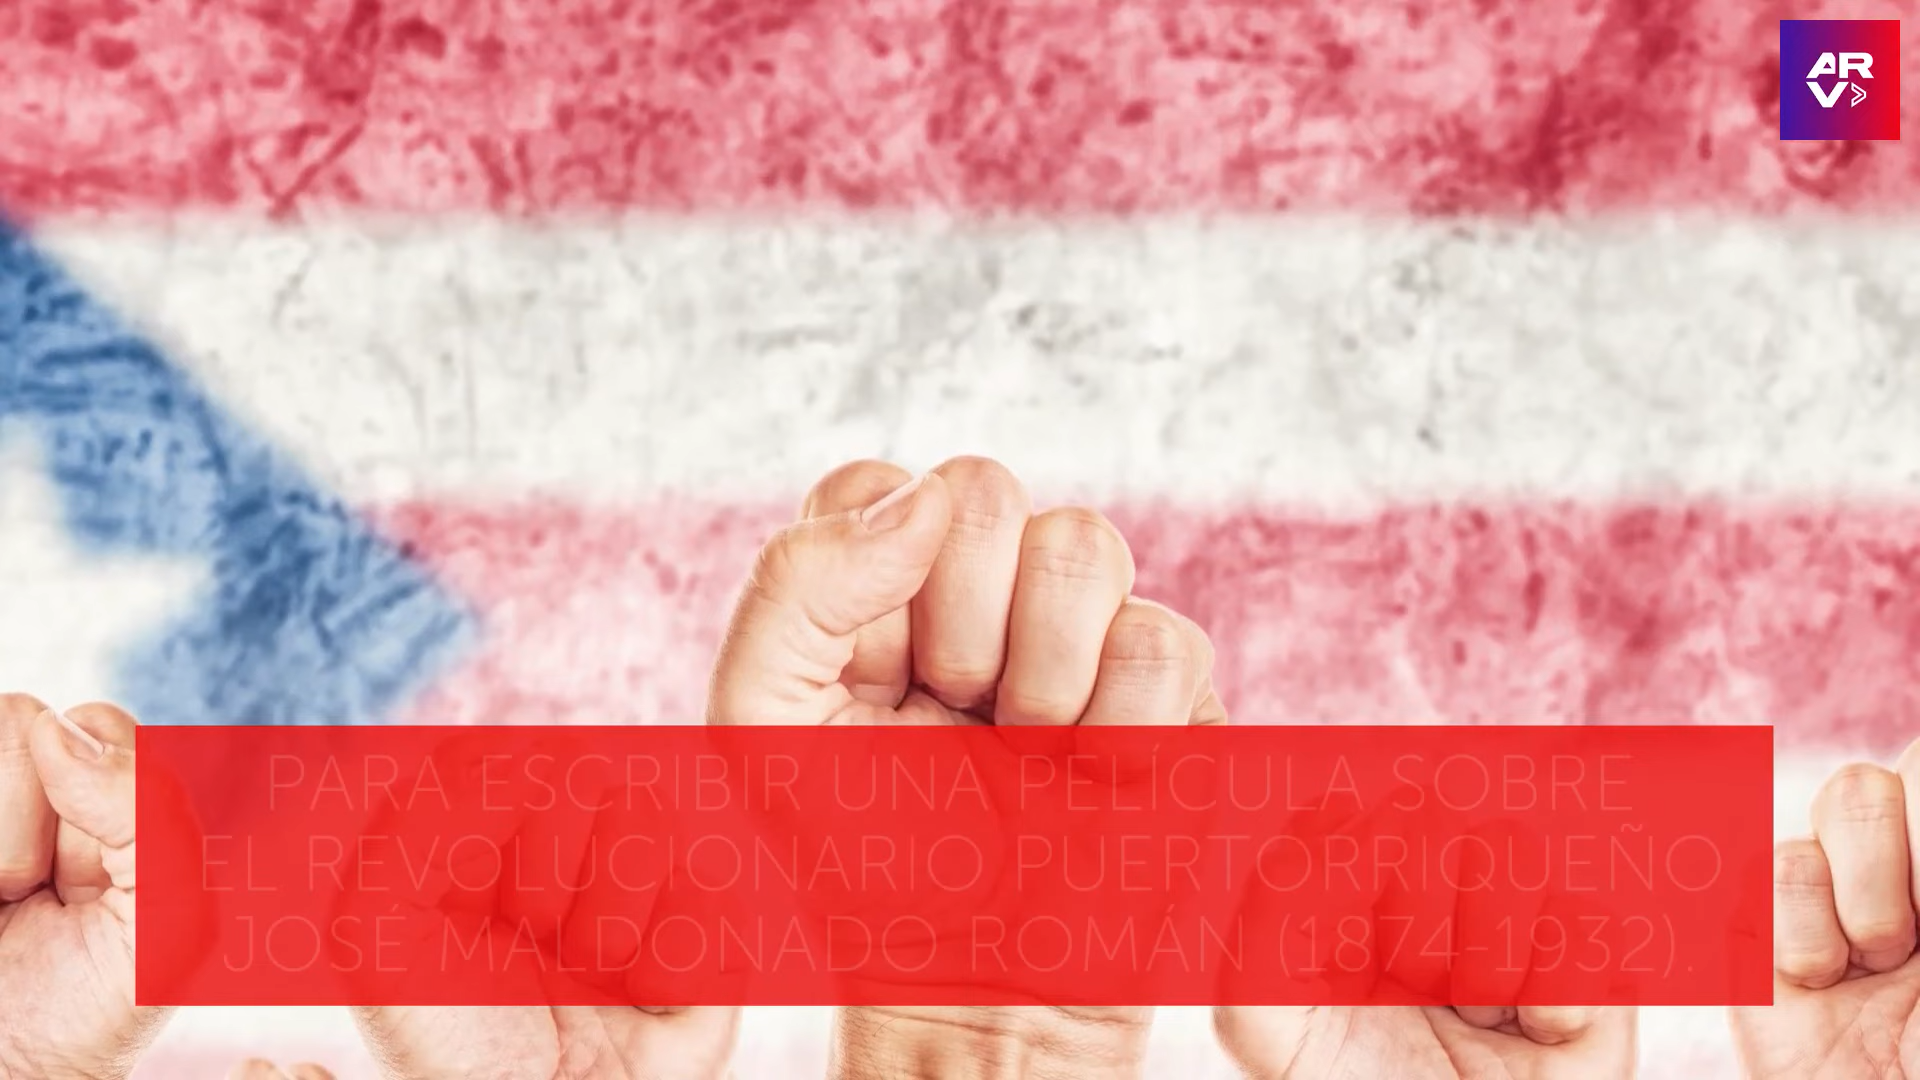 ARV
PARA ESCRIBIR UNA PELÍCULA SOBRE
EL REVOLUCIONARIO PUERTORRIQUEÑO
JOSÉ MALDONADO ROMÁN (1874-1932).